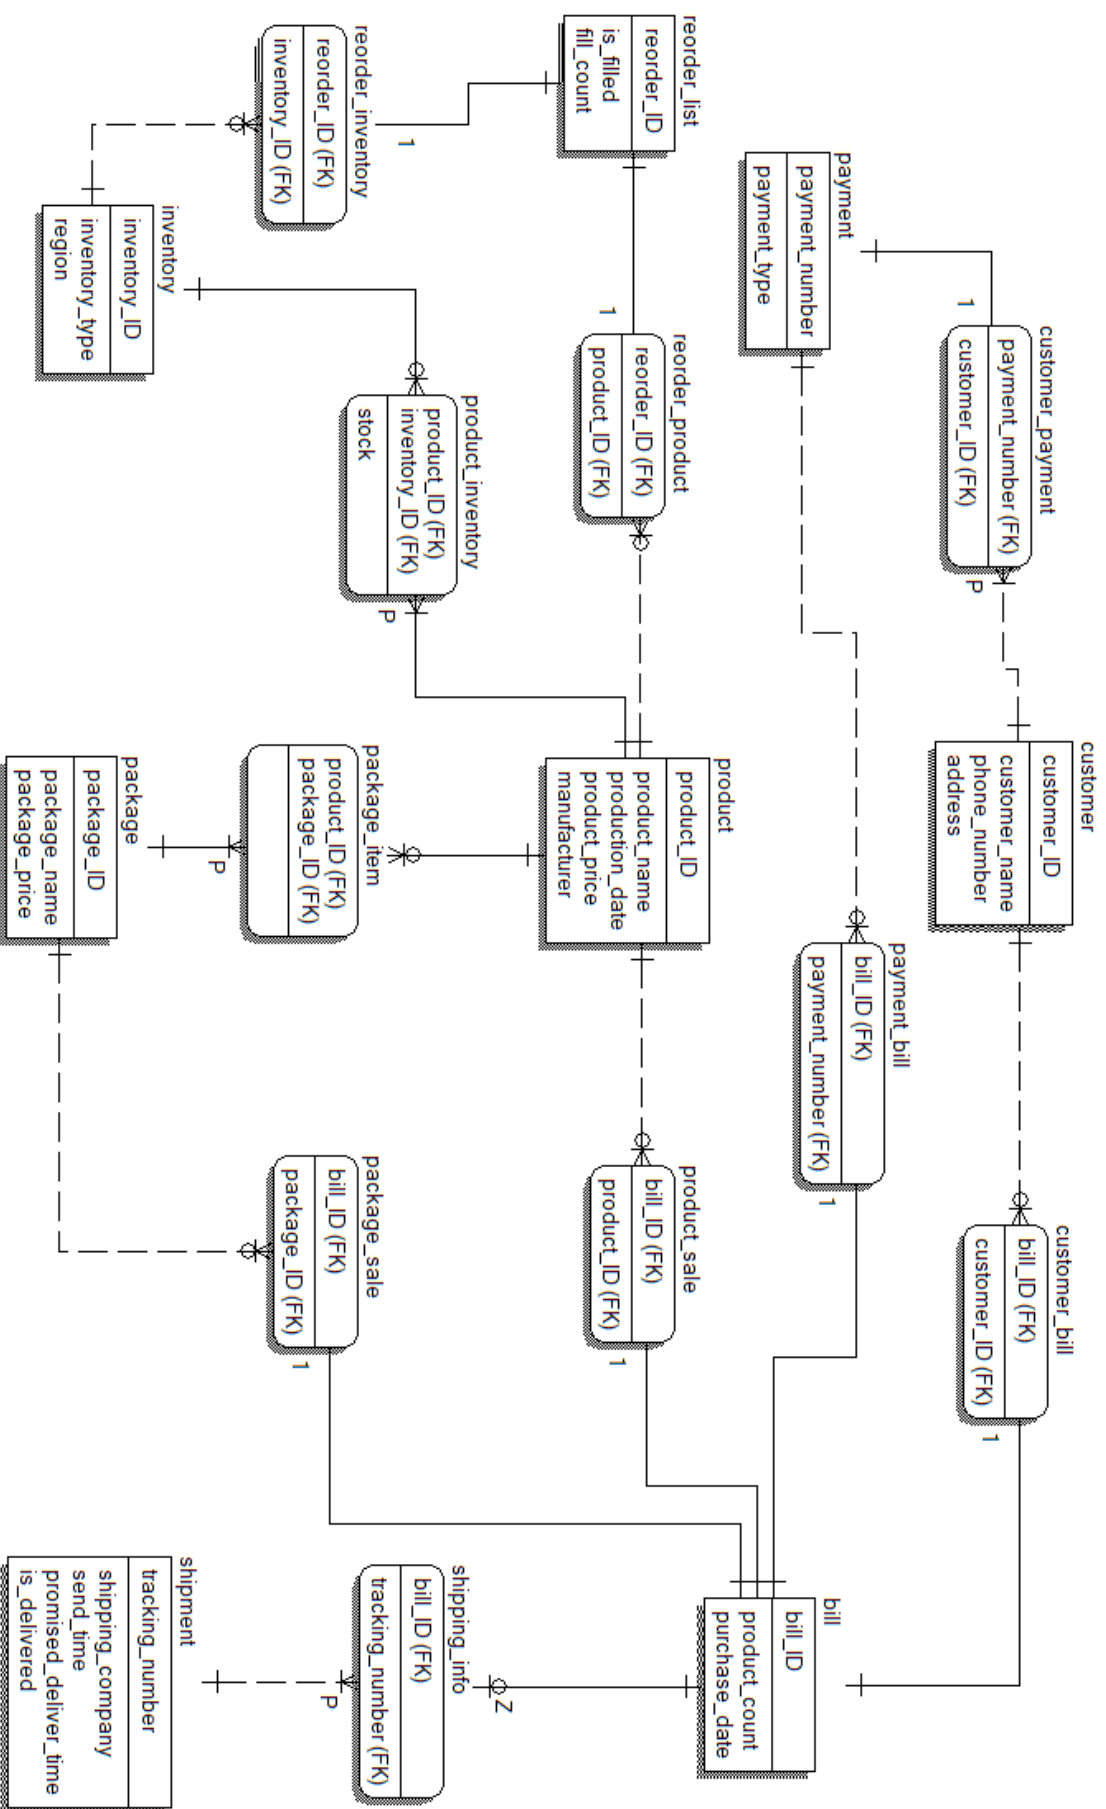 customer
customer_ID
customer_name
phone_number
address
customer_payment
payment_number (FK)
customer_ID (FK)
P
1
customer_bill
bill_ID (FK)
customer_ID (FK)
1
payment
payment_number
payment_type
payment_bill
bill_ID (FK)
payment_number (FK)
1
bill
bill_ID
product_count
purchase_date
reorder_list
reorder_ID
is_filled
fill_count
reorder_product
reorder_ID (FK)
product_ID (FK)
1
product
product_ID
product_name
production_date
product_price
manufacturer
product_sale
bill_ID (FK)
product_ID (FK)
1
reorder_inventory
reorder_ID (FK)
inventory_ID (FK)
1
product_inventory
product_ID (FK)
inventory_ID (FK)
stock
P
package_item
product_ID (FK)
package_ID (FK)
P
package_sale
bill_ID (FK)
package_ID (FK)
1
shipping_info
bill_ID (FK)
tracking_number (FK)
Z
P
inventory
inventory_ID
inventory_type
region
package
package_ID
package_name
package_price
shipment
tracking_number
shipping_company
send_time
promised_deliver_time
is_delivered